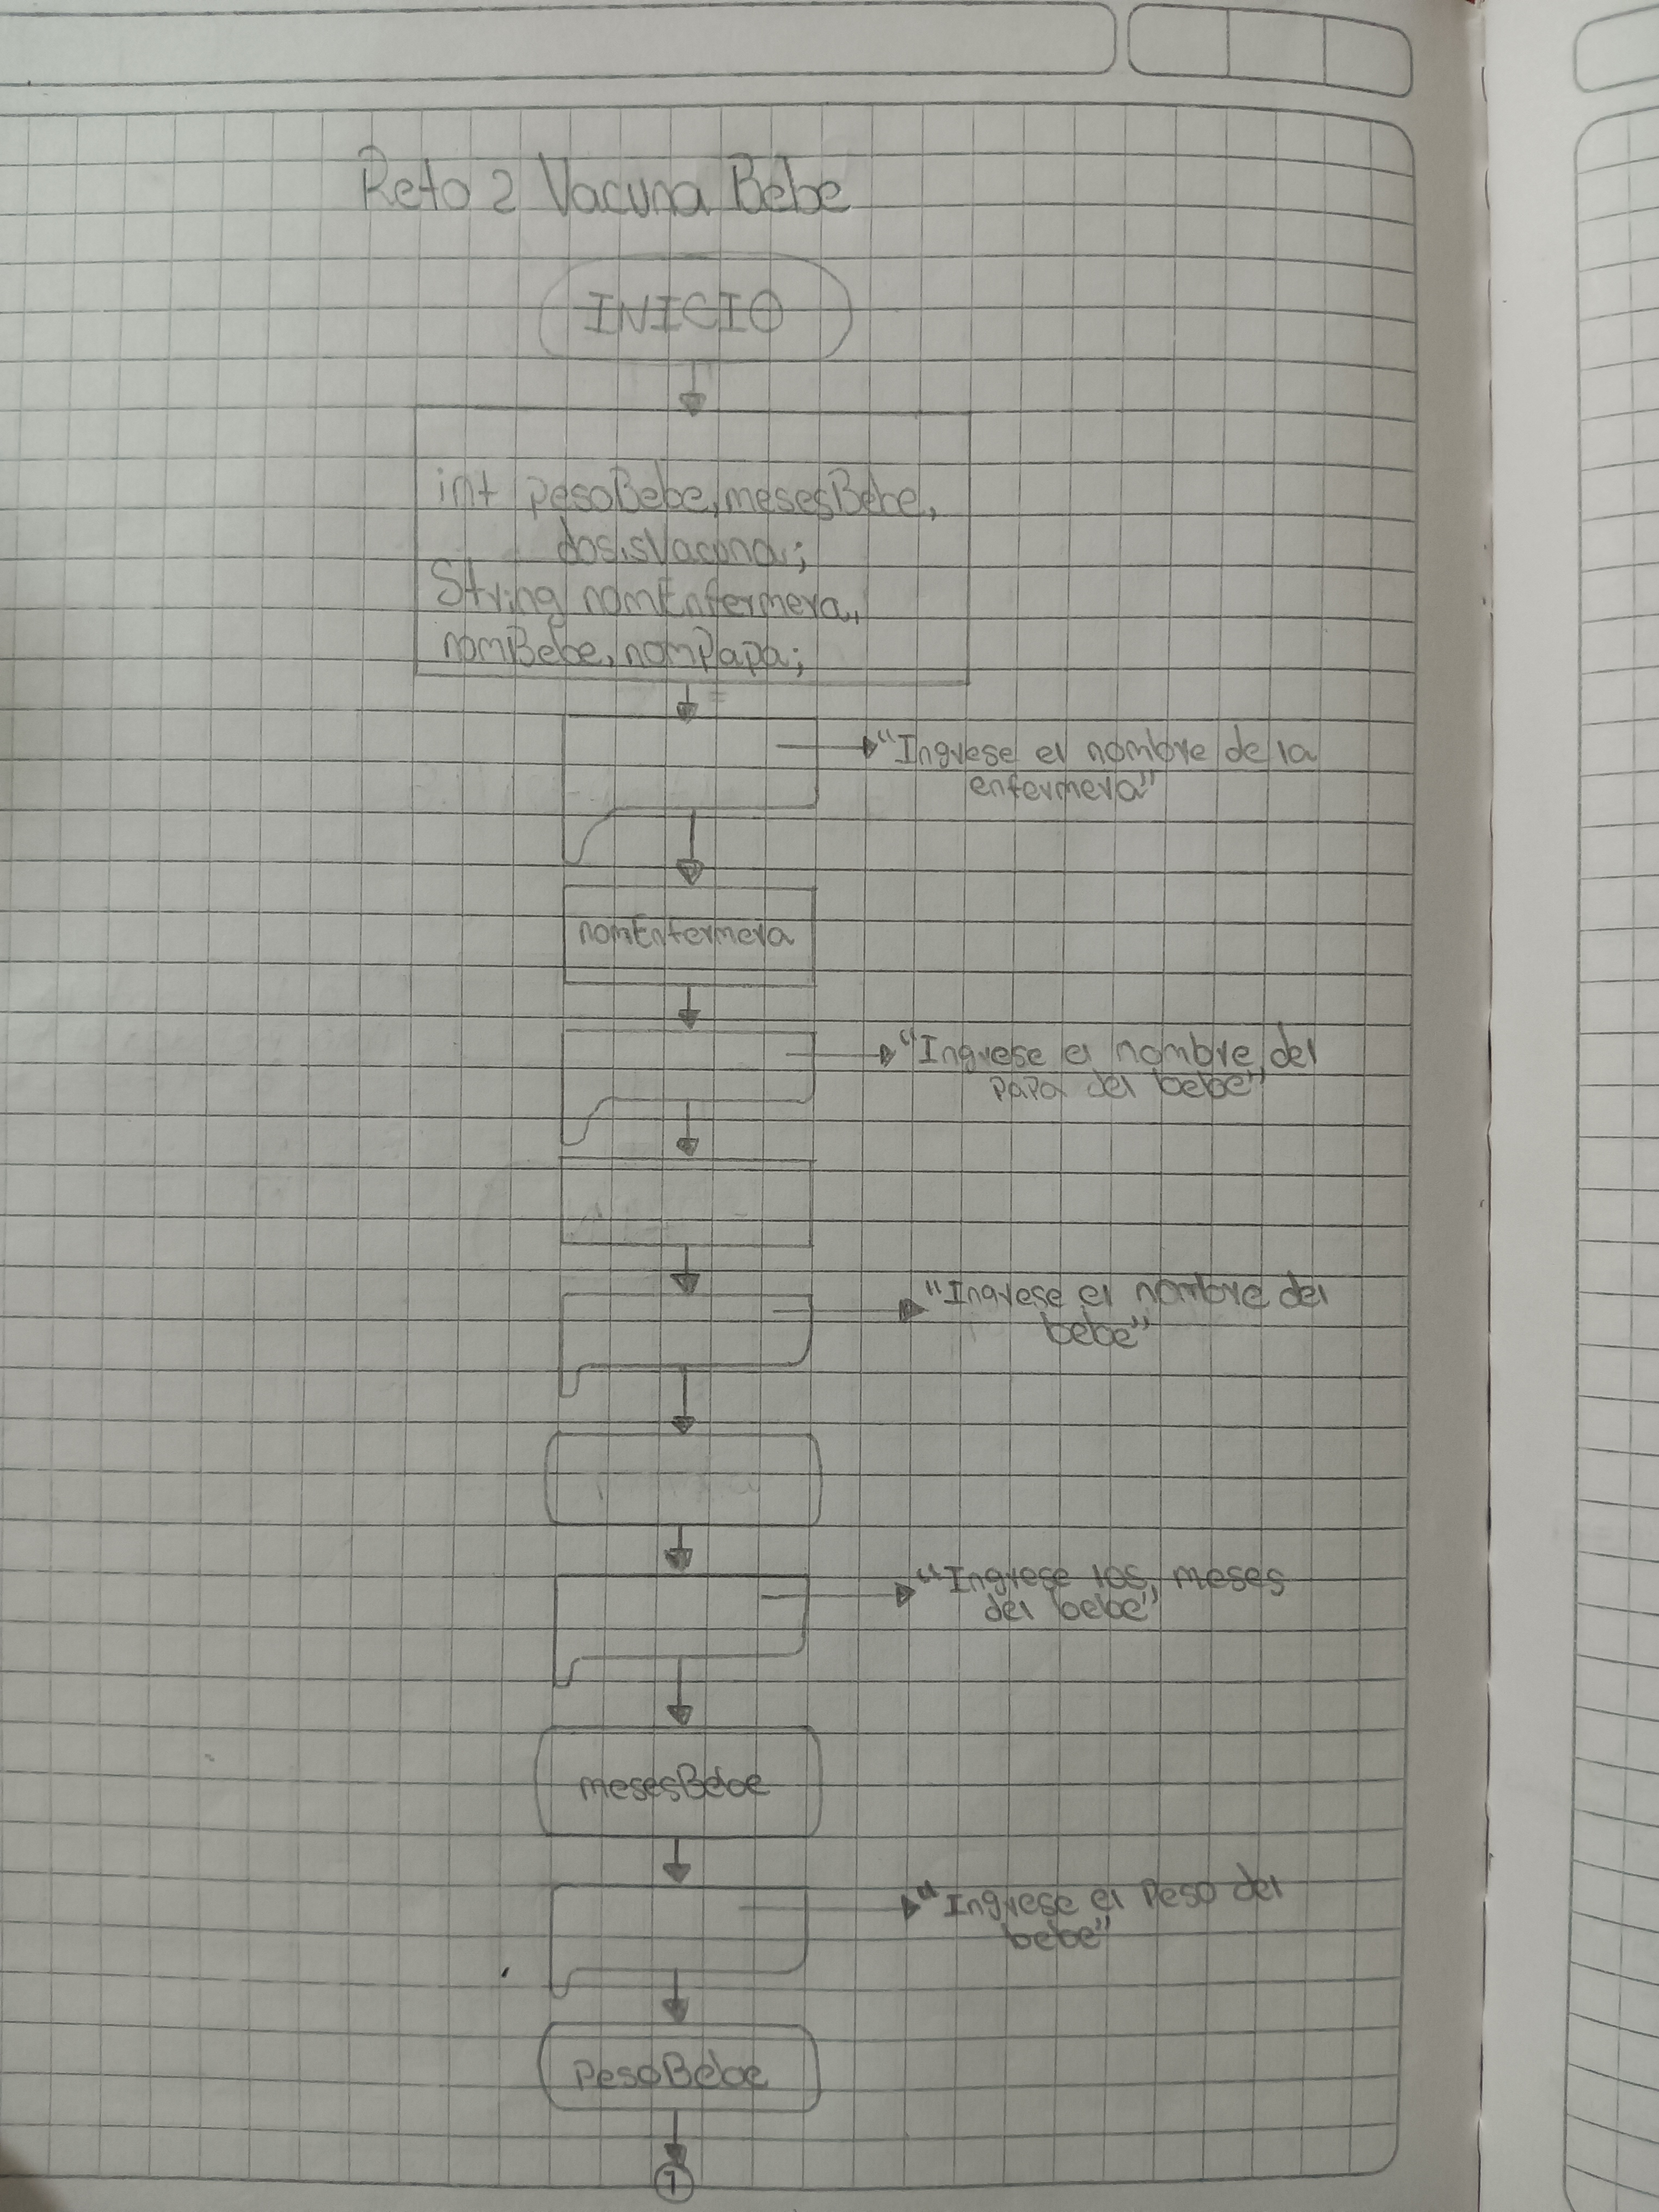 Reto 2 Vacuna Bebe
INICIO
int pesoBebe, mesesBebe,
dosisVacuna;
String nomEnfermera,
nomBebe, nomPapa;
"Ingrese el nombre de la
enfermera"
nomEnfermera
"Ingrese el nombre del
papa del bebe"
"Ingrese el nombre del
bebe"
"Ingrese los meses
del bebe"
mesesBebe
"Ingrese el Peso del
bebe"
PesoBebe
1